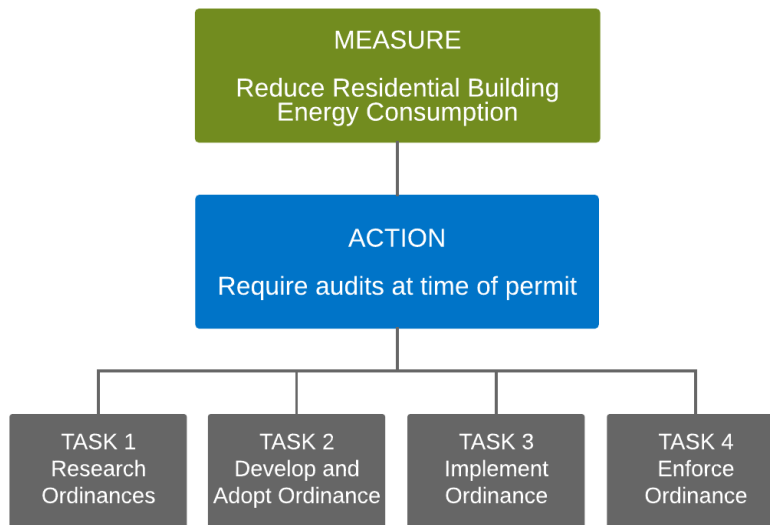 MEASURE
Reduce Residential Building
Energy Consumption
ACTION
Require audits at time of permit
TASK 1
Research
Ordinances
TASK 2
Develop and
Adopt Ordinance
TASK 3
Implement
Ordinance
TASK 4
Enforce
Ordinance